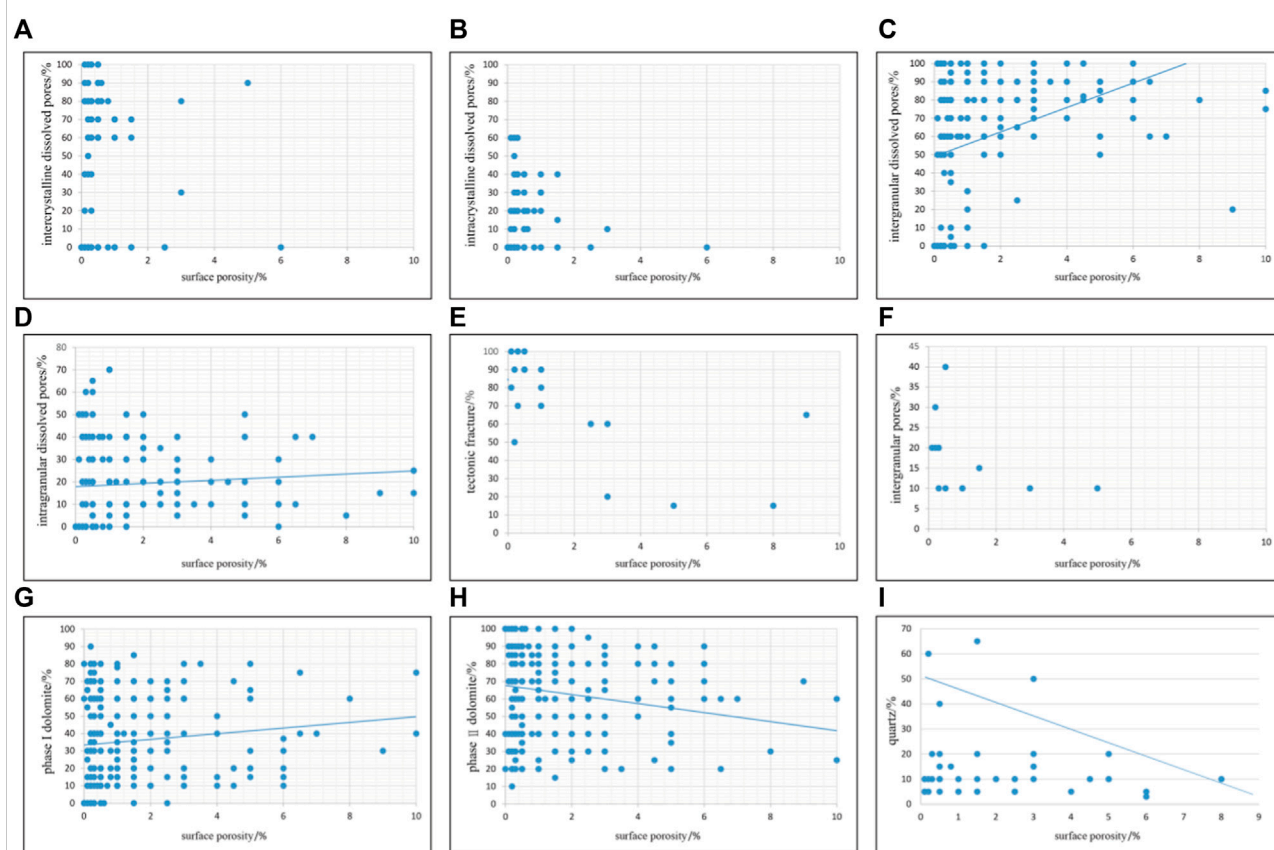 A
B
C
100
90
80
70
60
50
40
30
20
10
0
0 2 4 6 8 10
intercrystalline dissolved pores/%
surface porosity/%
100
90
80
70
60
50
40
30
20
10
0
0 2 4 6 8 10
intracrystalline dissolved pores/%
surface porosity/%
100
90
80
70
60
50
40
30
20
10
0
0 2 4 6 8 10
intergranular dissolved pores/%
surface porosity/%
D
E
F
80
70
60
50
40
30
20
10
0
0 2 4 6 8 10
intragranular dissolved pores/%
surface porosity/%
100
90
80
70
60
50
40
30
20
10
0
0 2 4 6 8 10
tectonic fracture/%
surface porosity/%
45
40
35
30
25
20
15
10
5
0
0 2 4 6 8 10
intergranular pores/%
surface porosity/%
G
H
I
100
90
80
70
60
50
40
30
20
10
0
0 2 4 6 8 10
phase I dolomite/%
surface porosity/%
100
90
80
70
60
50
40
30
20
10
0
0 2 4 6 8 10
phase II dolomite/%
surface porosity/%
70
60
50
40
30
20
10
0
0 1 2 3 4 5 6 7 8 9
quartz/%
surface porosity/%